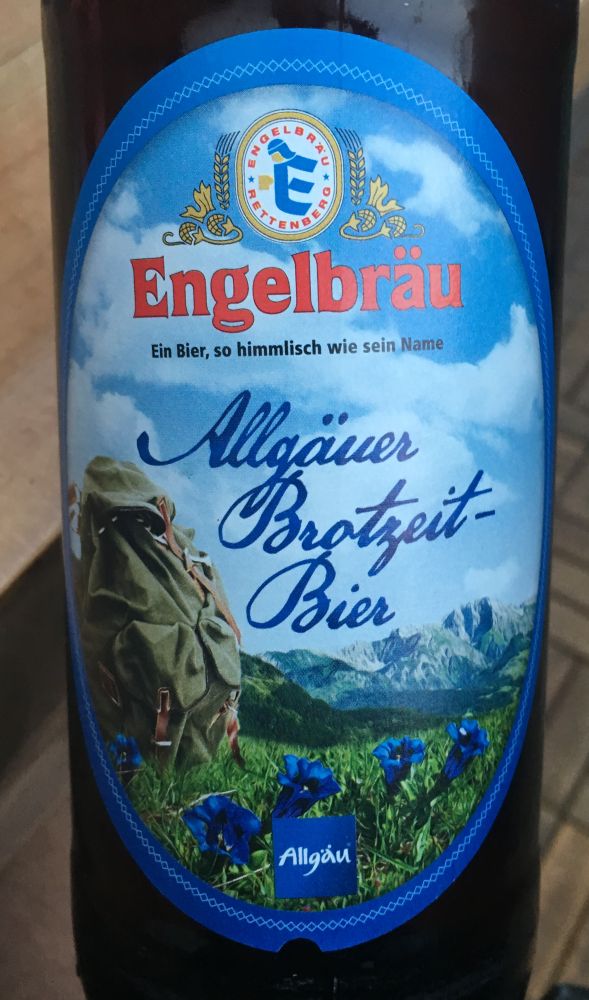 ENGELBRÄU
RETTENBERG
Engelbräu
Ein Bier, so himmlisch wie sein Name
Allgäuer
Brotzeit-
Bier
Allgäu